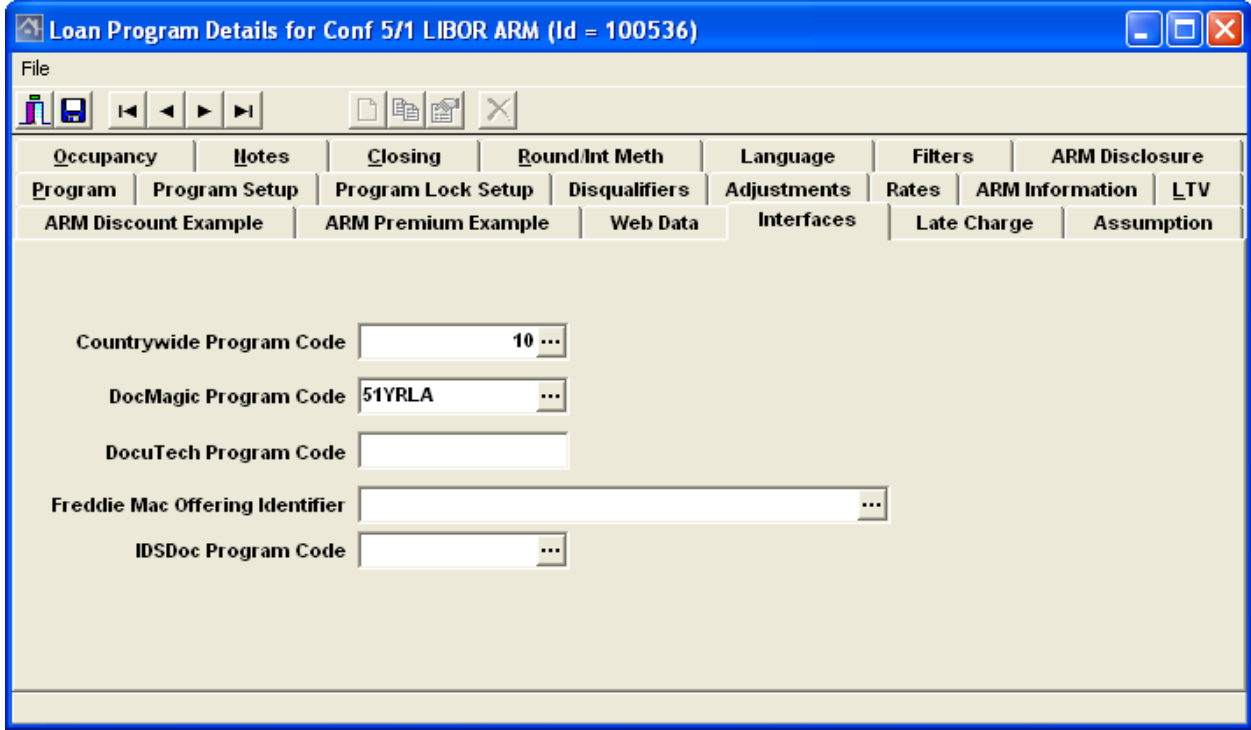 Loan Program Details for Conf 5/1 LIBOR ARM (Id = 100536)
File
Occupancy Notes Closing Round/Int Meth Language Filters ARM Disclosure
Program Program Setup Program Lock Setup Disqualifiers Adjustments Rates ARM Information LTV
ARM Discount Example ARM Premium Example Web Data Interfaces Late Charge Assumption
Countrywide Program Code 10 ...
DocMagic Program Code 51YRLA ...
DocuTech Program Code
Freddie Mac Offering Identifier ...
IDSDoc Program Code ...